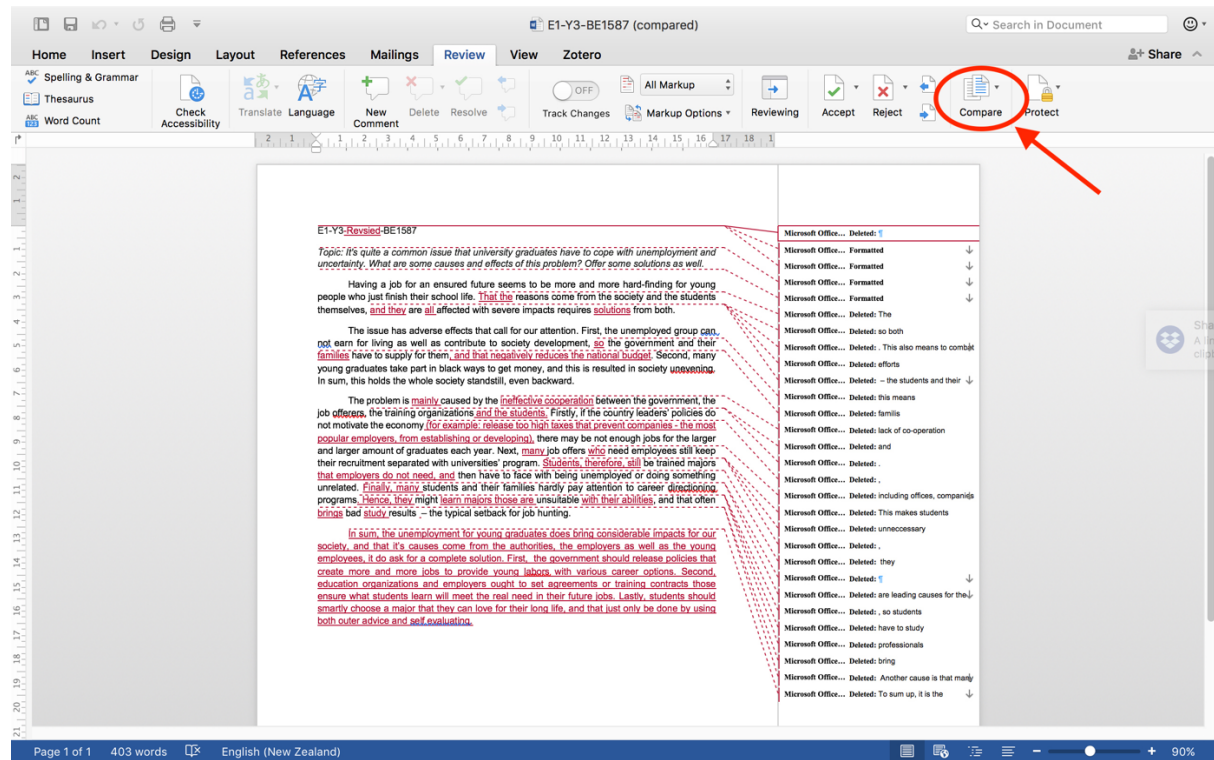 E1-Y3-BE1587 (compared)
Search in Document
Home Insert Design Layout References Mailings Review View Zotero
Share
ABC Spelling & Grammar
Thesaurus
ABC Word Count
Check Accessibility
Translate Language
New Comment
Delete Resolve
OFF
Track Changes
All Markup
Markup Options
Reviewing
Accept Reject
Compare
Protect
1 2 3 4 5 6 7 8 9 10 11 12 13 14 15 16 17 18
E1-Y3-Revsied-BE1587
Topic: It's quite a common issue that university graduates have to cope with unemployment and
uncertainty. What are some causes and effects of this problem? Offer some solutions as well.
Having a job for an ensured future seems to be more and more hard-finding for young
people who just finish their school life. That the reasons come from the society and the students
themselves, and they are all affected with severe impacts requires solutions from both.
The issue has adverse effects that call for our attention. First, the unemployed group can
not earn for living as well as contribute to society development, so the government and their
families have to supply for them, and that negatively reduces the national budget. Second, many
young graduates take part in black ways to get money, and this is resulted in society unevening.
In sum, this holds the whole society standstill, even backward.
The problem is mainly caused by the ineffective cooperation between the government, the
job offerers, the training organizations and the students. Firstly, if the country leaders' policies do
not motivate the economy (for example: release too high taxes that prevent companies - the most
popular employers, from establishing or developing), there may be not enough jobs for the larger
and larger amount of graduates each year. Next, many job offers who need employees still keep
their recruitment separated with universities' program. Students, therefore, still be trained majors
that employers do not need, and then have to face with being unemployed or doing something
unrelated. Finally, many students and their families hardly pay attention to career directioning
programs. Hence, they might learn majors those are unsuitable with their abilities, and that often
brings bad study results – the typical setback for job hunting.
In sum, the unemployment for young graduates does bring considerable impacts for our
society, and that it's causes come from the authorities, the employers as well as the young
employees, it do ask for a complete solution. First, the government should release policies that
create more and more jobs to provide young labors with various career options. Second,
education organizations and employers ought to set agreements or training contracts those
ensure what students learn will meet the real need in their future jobs. Lastly, students should
smartly choose a major that they can love for their long life, and that just only be done by using
both outer advice and self evaluating.
Microsoft Office... Deleted: ¶
Microsoft Office... Formatted
Microsoft Office... Formatted
Microsoft Office... Formatted
Microsoft Office... Formatted
Microsoft Office... Deleted: The
Microsoft Office... Deleted: so both
Microsoft Office... Deleted: . This also means to combat
Microsoft Office... Deleted: efforts
Microsoft Office... Deleted: – the students and their
Microsoft Office... Deleted: this means
Microsoft Office... Deleted: familis
Microsoft Office... Deleted: lack of co-operation
Microsoft Office... Deleted: and
Microsoft Office... Deleted: .
Microsoft Office... Deleted: ,
Microsoft Office... Deleted: including offices, companies
Microsoft Office... Deleted: This makes students
Microsoft Office... Deleted: unneccessary
Microsoft Office... Deleted: ,
Microsoft Office... Deleted: they
Microsoft Office... Deleted: ¶
Microsoft Office... Deleted: are leading causes for the
Microsoft Office... Deleted: , so students
Microsoft Office... Deleted: have to study
Microsoft Office... Deleted: professionals
Microsoft Office... Deleted: bring
Microsoft Office... Deleted: Another cause is that many
Microsoft Office... Deleted: To sum up, it is the
Page 1 of 1 403 words English (New Zealand) 90%